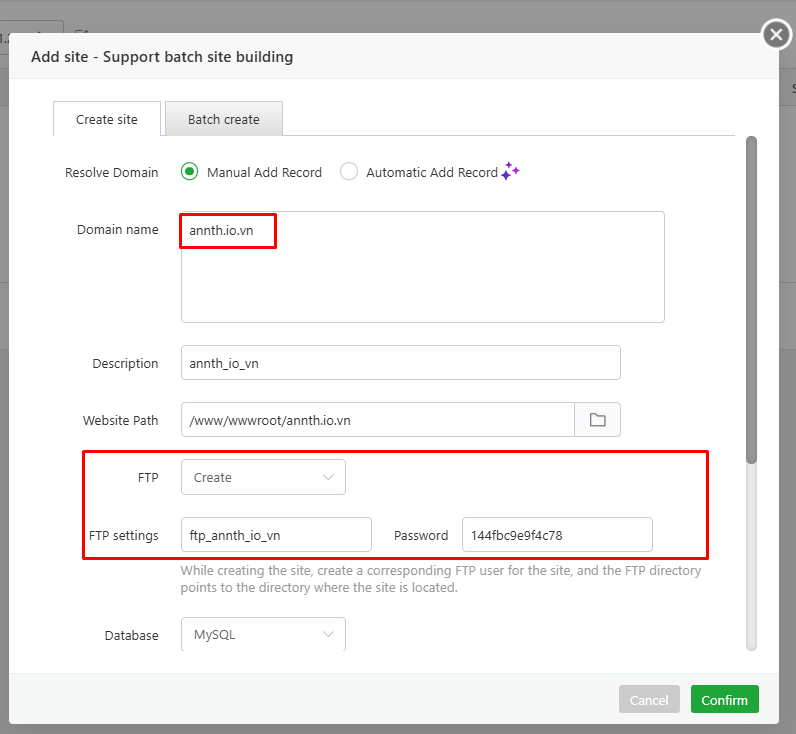 Add site - Support batch site building
Create site Batch create
Resolve Domain Manual Add Record Automatic Add Record
Domain name annth.io.vn
Description annth_io_vn
Website Path /www/wwwroot/annth.io.vn
FTP Create
FTP settings ftp_annth_io_vn Password 144fbc9e9f4c78
While creating the site, create a corresponding FTP user for the site, and the FTP directory
points to the directory where the site is located.
Database MySQL
Cancel Confirm